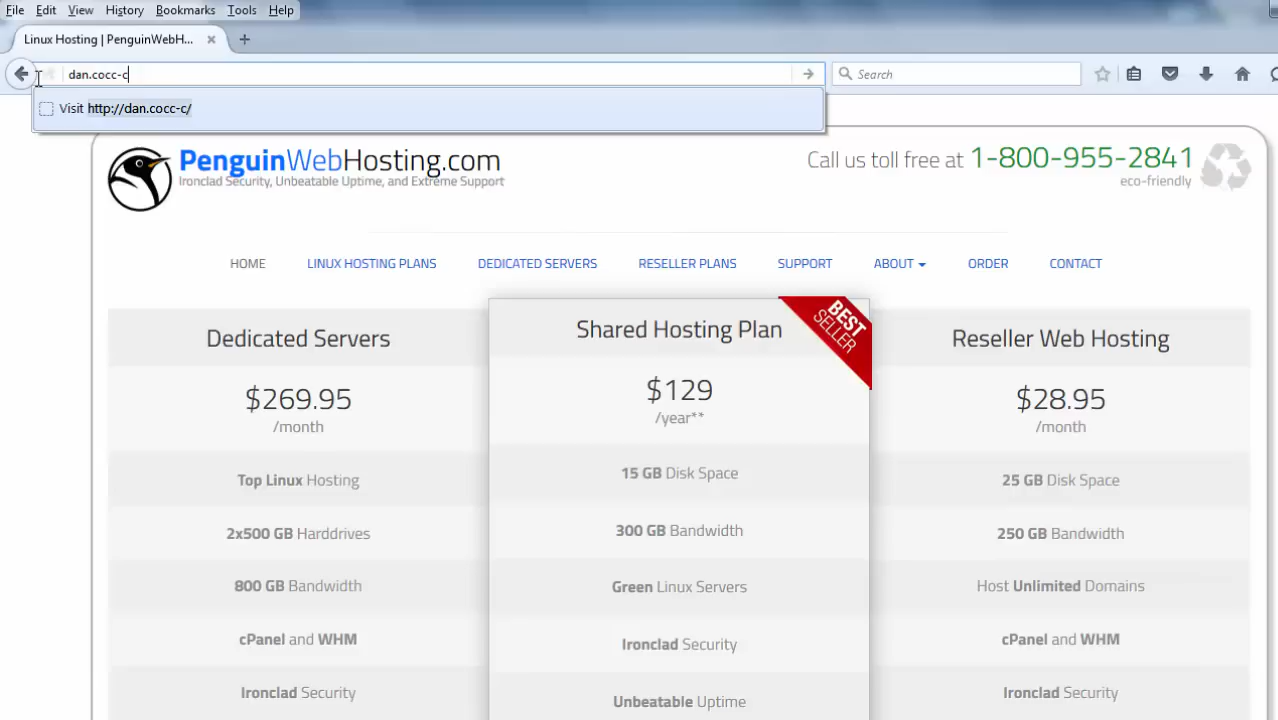 File Edit View History Bookmarks Tools Help
Linux Hosting | PenguinWebH... × +
dan.cocc-c
Search
Visit http://dan.cocc-c/
PenguinWebHosting.com
Ironclad Security, Unbeatable Uptime, and Extreme Support
Call us toll free at 1-800-955-2841
eco-friendly
HOME LINUX HOSTING PLANS DEDICATED SERVERS RESELLER PLANS SUPPORT ABOUT ORDER CONTACT
Dedicated Servers
$269.95
/month
Top Linux Hosting
2x500 GB Harddrives
800 GB Bandwidth
cPanel and WHM
Ironclad Security
BEST
SELLER
Shared Hosting Plan
$129
/year**
15 GB Disk Space
300 GB Bandwidth
Green Linux Servers
Ironclad Security
Unbeatable Uptime
Reseller Web Hosting
$28.95
/month
25 GB Disk Space
250 GB Bandwidth
Host Unlimited Domains
cPanel and WHM
Ironclad Security